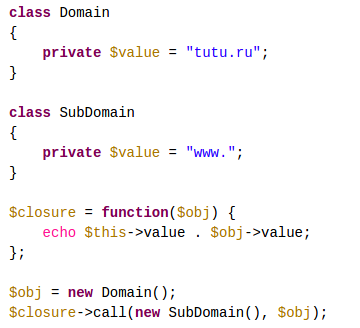 class Domain
{
    private $value = "tutu.ru";
}

class SubDomain
{
    private $value = "www.";
}

$closure = function($obj) {
    echo $this->value . $obj->value;
};

$obj = new Domain();
$closure->call(new SubDomain(), $obj);